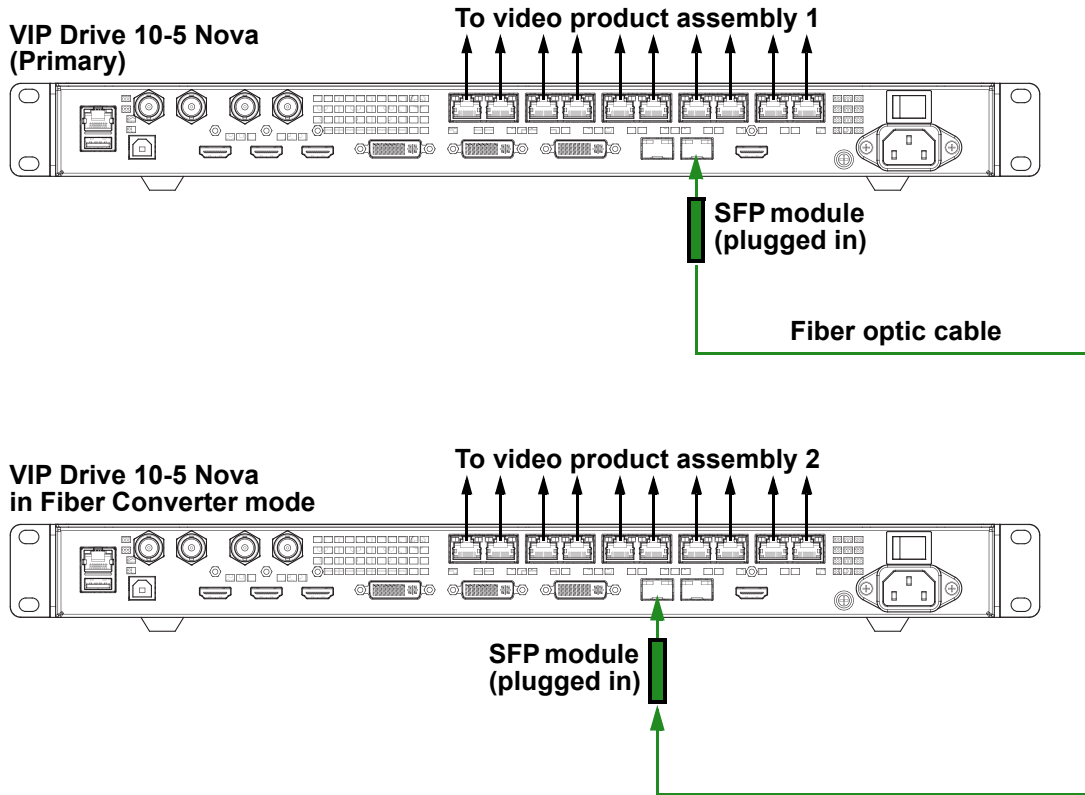 To video product assembly 1
VIP Drive 10-5 Nova
(Primary)
SFP module
(plugged in)
Fiber optic cable
To video product assembly 2
VIP Drive 10-5 Nova
in Fiber Converter mode
SFP module
(plugged in)